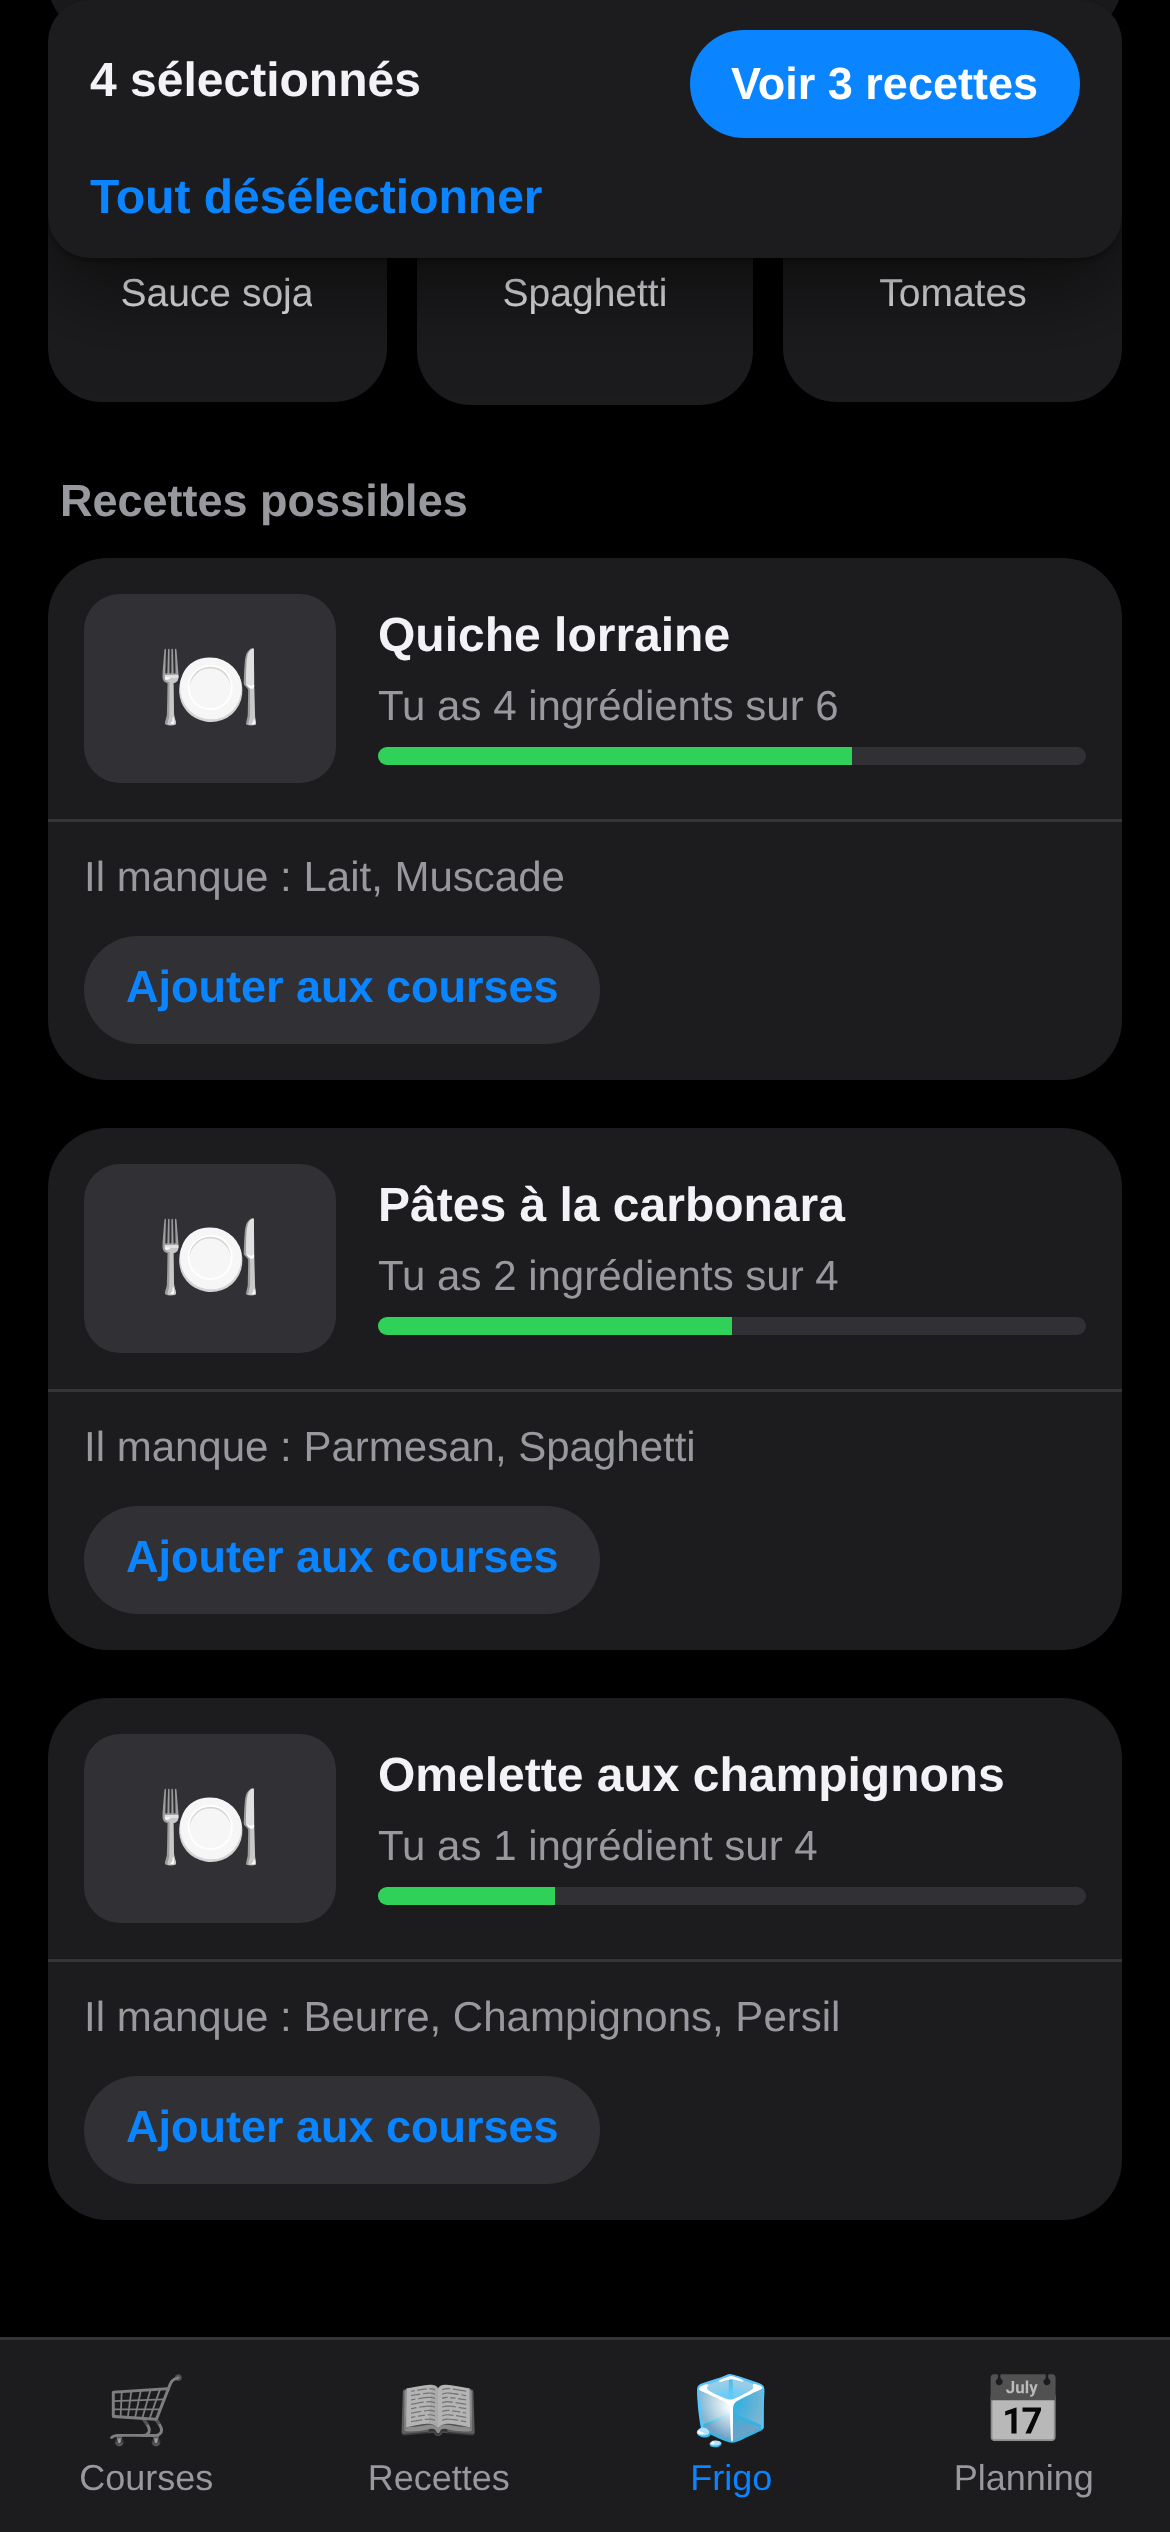 4 sélectionnés
Voir 3 recettes
Tout désélectionner
Sauce soja
Spaghetti
Tomates
Recettes possibles
Quiche lorraine
Tu as 4 ingrédients sur 6
Il manque : Lait, Muscade
Ajouter aux courses
Pâtes à la carbonara
Tu as 2 ingrédients sur 4
Il manque : Parmesan, Spaghetti
Ajouter aux courses
Omelette aux champignons
Tu as 1 ingrédient sur 4
Il manque : Beurre, Champignons, Persil
Ajouter aux courses
July
17
Courses
Recettes
Frigo
Planning